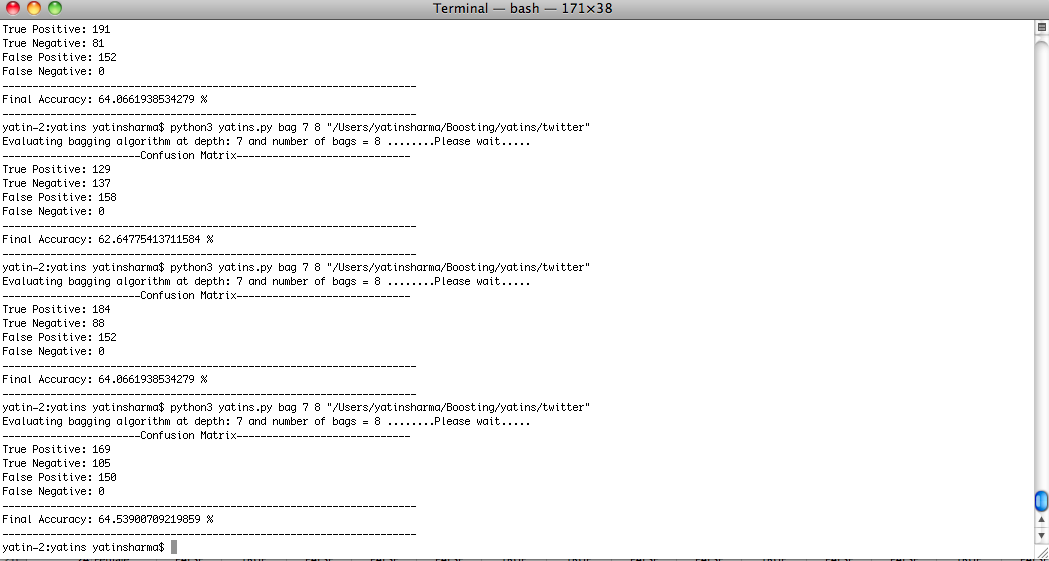 Terminal — bash — 171×38
True Positive: 191
True Negative: 81
False Positive: 152
False Negative: 0
---------------------------------------------------------------------
Final Accuracy: 64.0661938534279 %
---------------------------------------------------------------------
yatin-2:yatins yatinsharma$ python3 yatins.py bag 7 8 "/Users/yatinsharma/Boosting/yatins/twitter"
Evaluating bagging algorithm at depth: 7 and number of bags = 8 ........Please wait.....
-----------------------Confusion Matrix-----------------------------
True Positive: 129
True Negative: 137
False Positive: 158
False Negative: 0
---------------------------------------------------------------------
Final Accuracy: 62.64775413711584 %
---------------------------------------------------------------------
yatin-2:yatins yatinsharma$ python3 yatins.py bag 7 8 "/Users/yatinsharma/Boosting/yatins/twitter"
Evaluating bagging algorithm at depth: 7 and number of bags = 8 ........Please wait.....
-----------------------Confusion Matrix-----------------------------
True Positive: 184
True Negative: 88
False Positive: 152
False Negative: 0
---------------------------------------------------------------------
Final Accuracy: 64.0661938534279 %
---------------------------------------------------------------------
yatin-2:yatins yatinsharma$ python3 yatins.py bag 7 8 "/Users/yatinsharma/Boosting/yatins/twitter"
Evaluating bagging algorithm at depth: 7 and number of bags = 8 ........Please wait.....
-----------------------Confusion Matrix-----------------------------
True Positive: 169
True Negative: 105
False Positive: 150
False Negative: 0
---------------------------------------------------------------------
Final Accuracy: 64.53900709219859 %
---------------------------------------------------------------------
yatin-2:yatins yatinsharma$